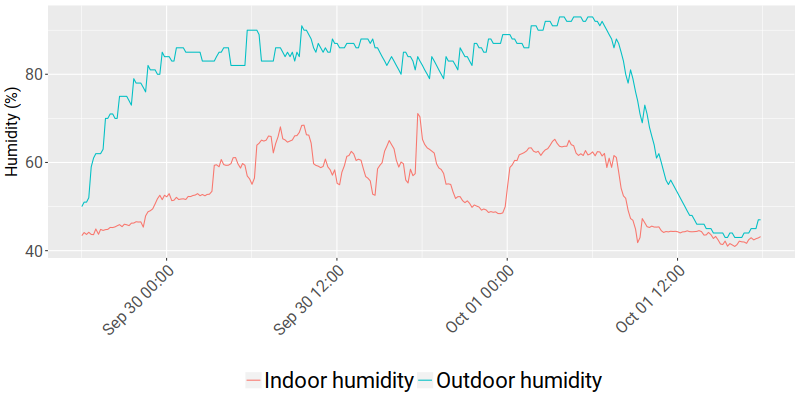 Humidity (%)
80
60
40
Sep 30 00:00
Sep 30 12:00
Oct 01 00:00
Oct 01 12:00
Indoor humidity Outdoor humidity